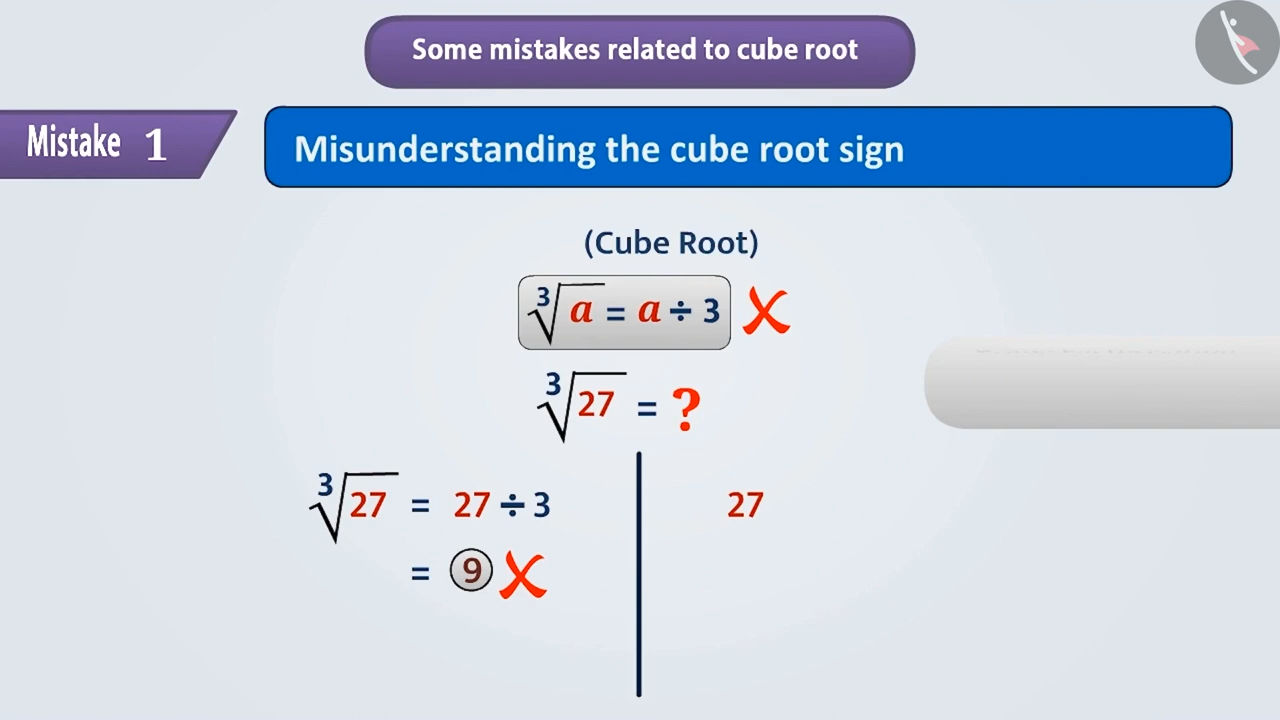 Some mistakes related to cube root
Mistake 1
Misunderstanding the cube root sign
(Cube Root)
∛a = a ÷ 3 X
∛27 = ?
∛27 = 27 ÷ 3
= 9 X
27